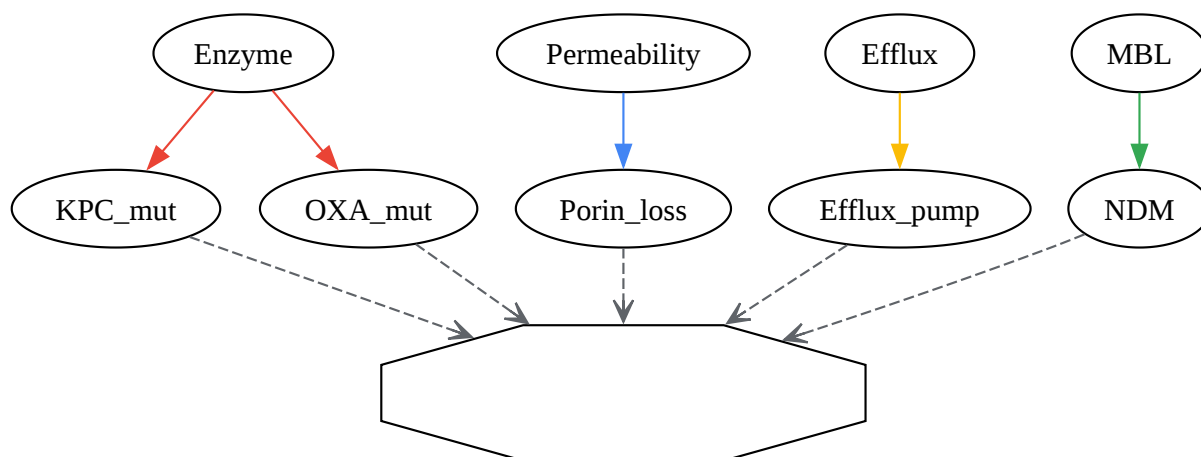 Enzyme
Permeability
Efflux
MBL
KPC_mut
OXA_mut
Porin_loss
Efflux_pump
NDM